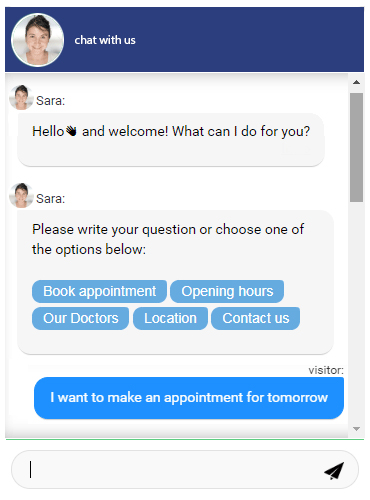 chat with us
Sara:
Hello👋 and welcome! What can I do for you?
Sara:
Please write your question or choose one of
the options below:
Book appointment Opening hours
Our Doctors Location Contact us
visitor:
I want to make an appointment for tomorrow